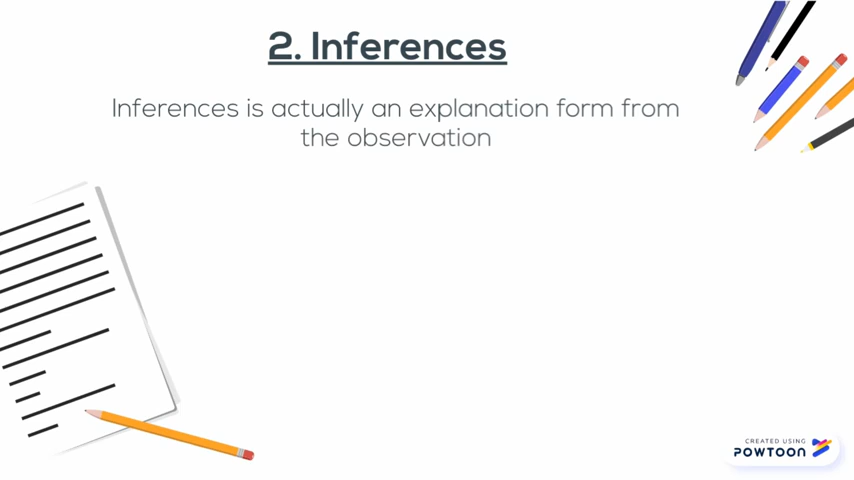 2. Inferences
Inferences is actually an explanation form from
the observation
CREATED USING
POWTOON